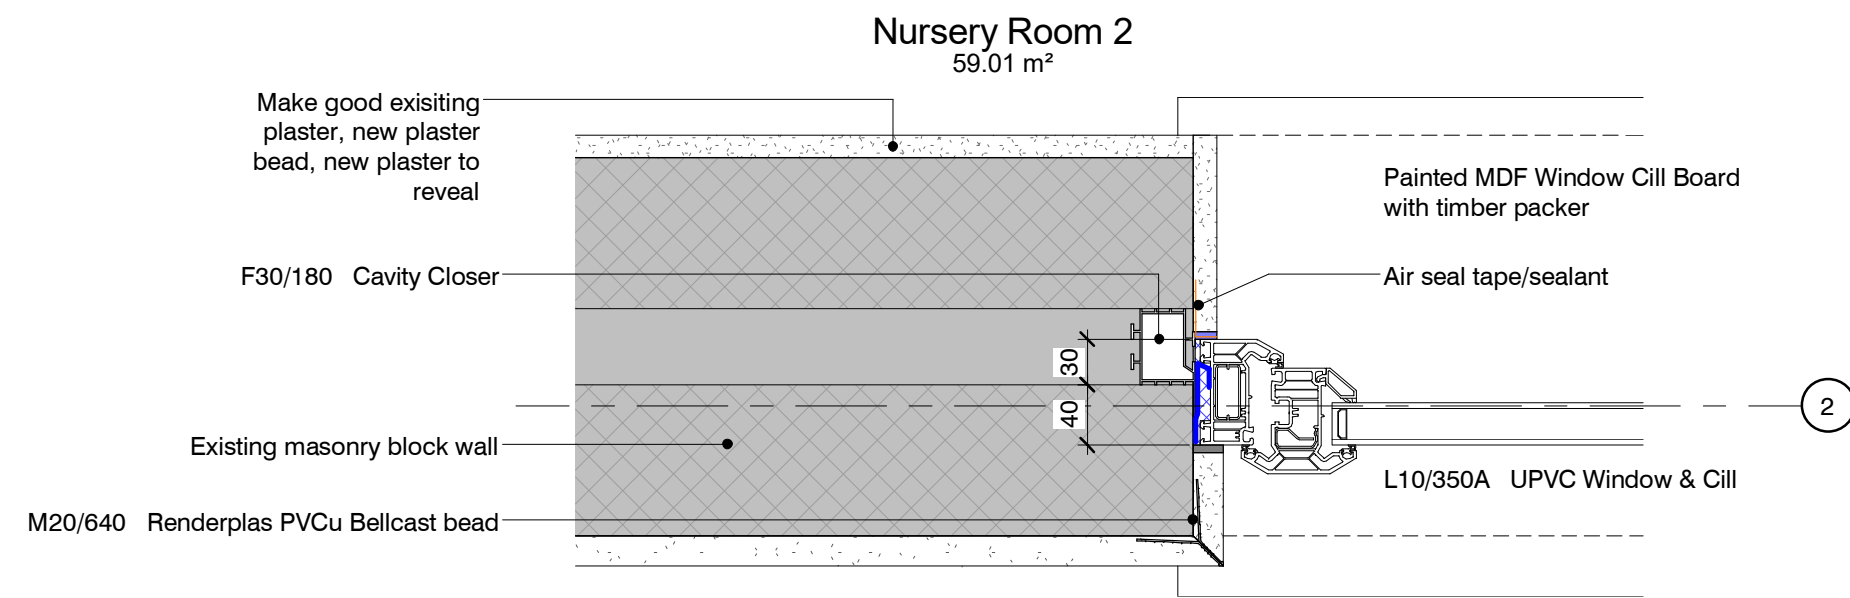 Nursery Room 2
59.01 m²
Make good exisiting
plaster, new plaster
bead, new plaster to
reveal
Painted MDF Window Cill Board
with timber packer
F30/180 Cavity Closer
Air seal tape/sealant
30
40
2
Existing masonry block wall
L10/350A UPVC Window & Cill
M20/640 Renderplas PVCu Bellcast bead